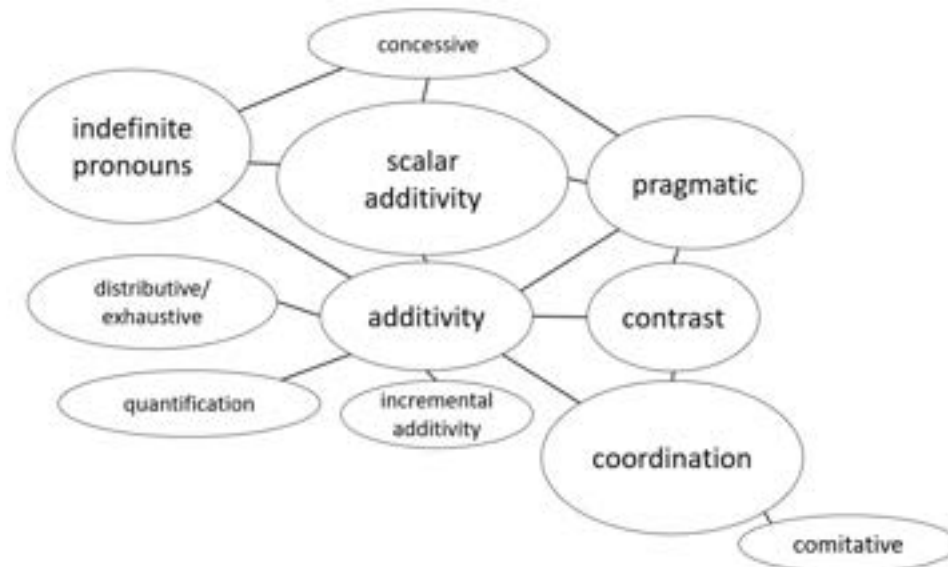 concessive
indefinite
pronouns
scalar
additivity
pragmatic
distributive/
exhaustive
additivity
contrast
quantification
incremental
additivity
coordination
comitative